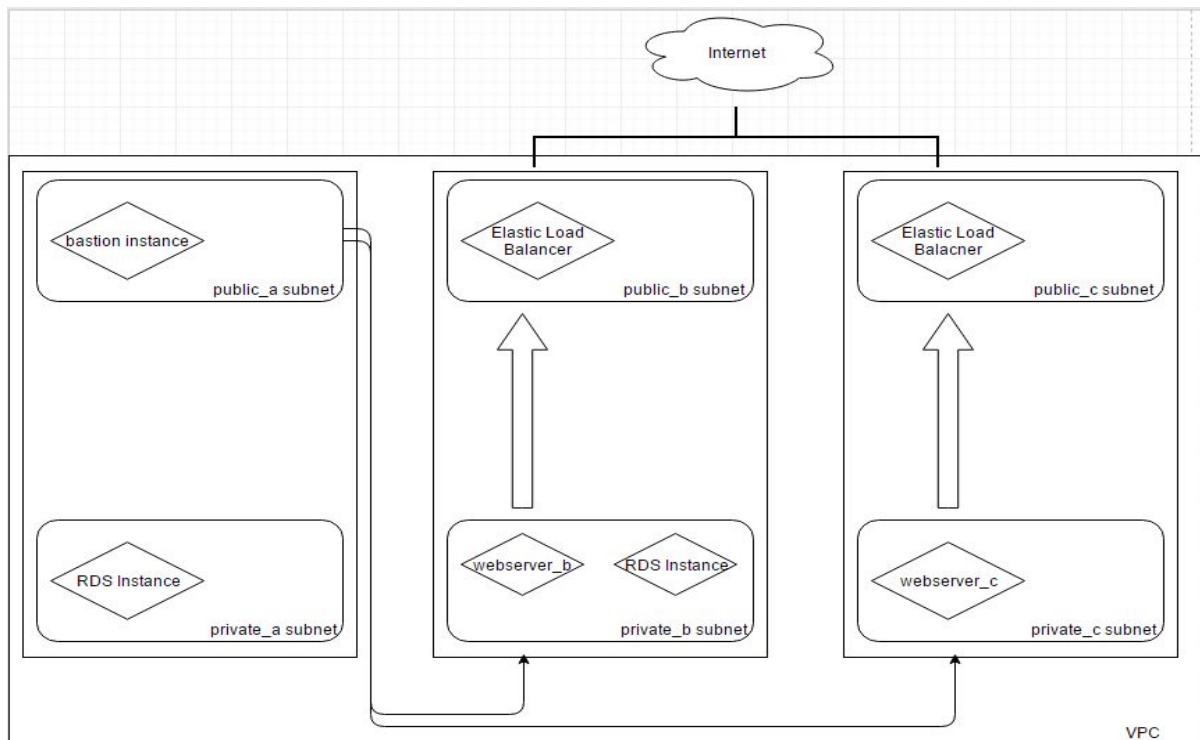 Internet
bastion instance
public_a subnet
Elastic Load
Balancer
public_b subnet
Elastic Load
Balacner
public_c subnet
RDS Instance
private_a subnet
webserver_b
RDS Instance
private_b subnet
webserver_c
private_c subnet
VPC